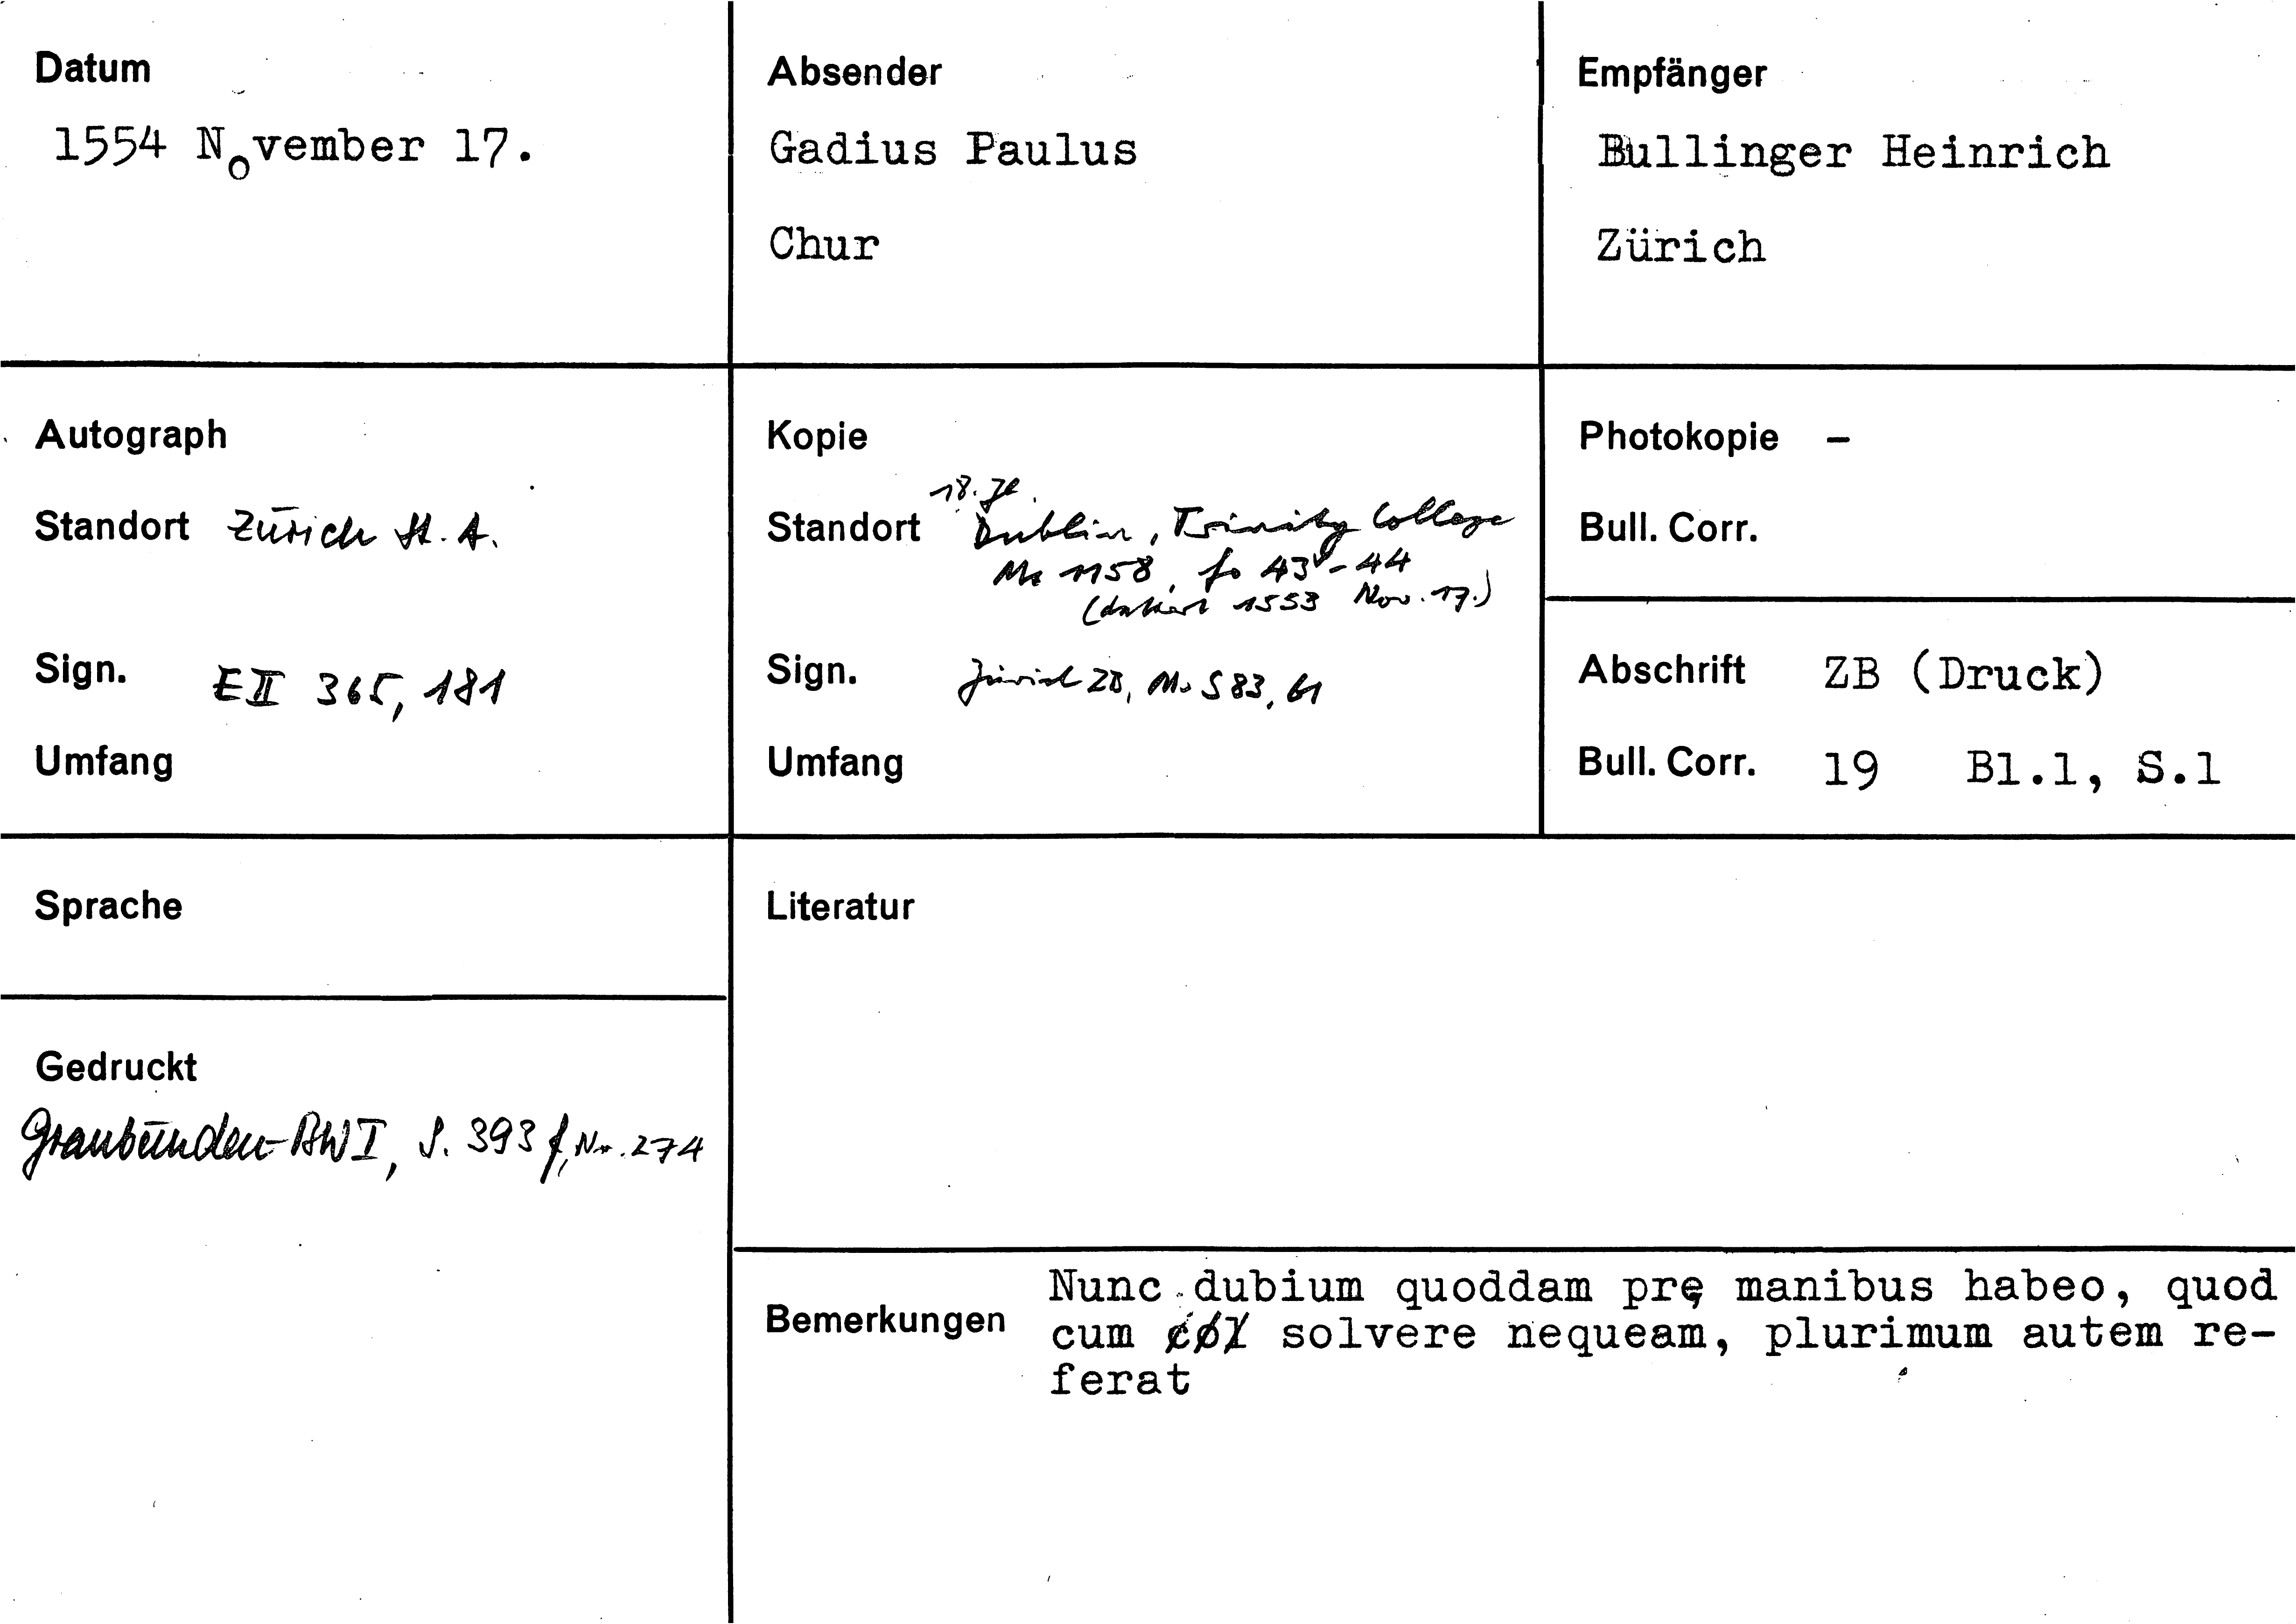 Datum
1554 November 17.
Absender
Gadius Paulus
Chur
Empfänger
Bullinger Heinrich
Zürich
Autograph
Standort Zürich St. A.
Sign. E II 365, 181
Umfang
Kopie
18. Jh.
Standort Dublin, Trinity College
Ms 1158, fo 43v-44
(datiert 1553 Nov. 17.)
Sign. Zürich ZB, Ms S 83, 61
Umfang
Photokopie -
Bull. Corr.
Abschrift ZB (Druck)
Bull. Corr. 19 Bl.1, S.1
Sprache
Literatur
Gedruckt
Graubünden-BW I, S. 393 f, Nr. 274
Bemerkungen
Nunc dubium quoddam prę manibus habeo, quod
cum solvere nequeam, plurimum autem re-
ferat